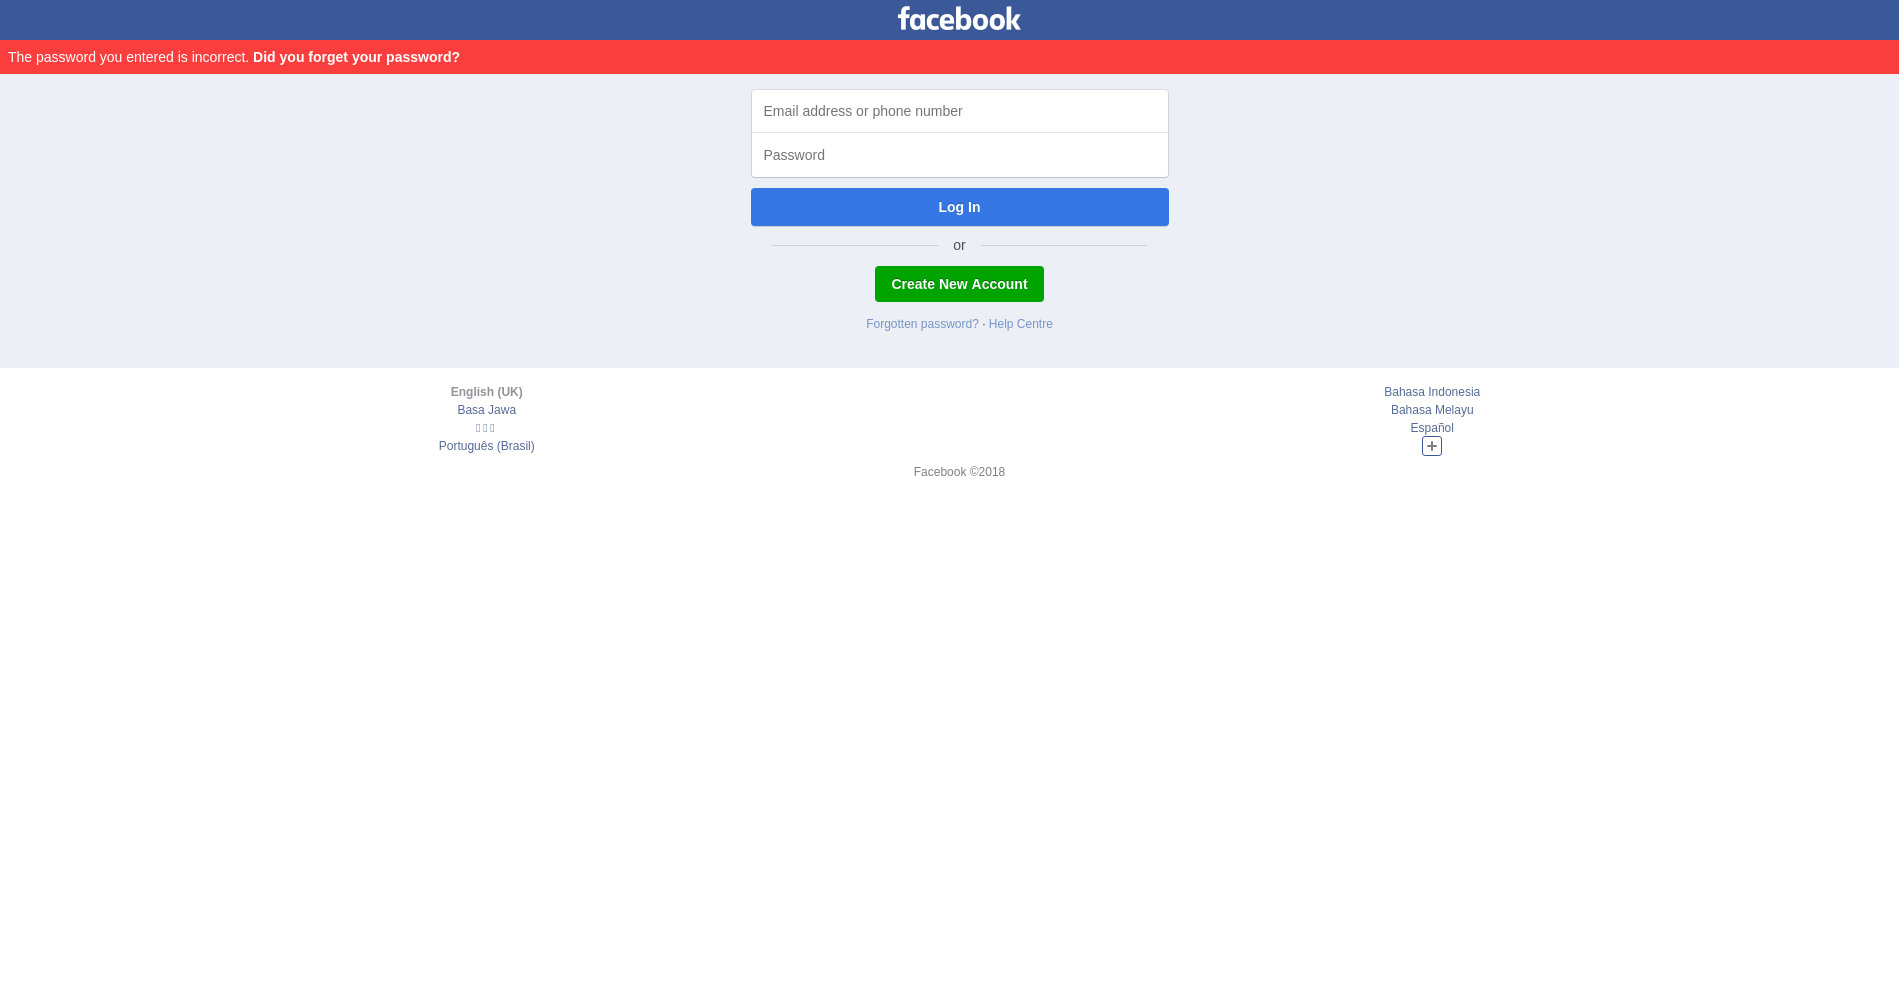 facebook
The password you entered is incorrect. Did you forget your password?
Email address or phone number
Password
Log In
or
Create New Account
Forgotten password? · Help Centre
English (UK)
Basa Jawa
Português (Brasil)
Bahasa Indonesia
Bahasa Melayu
Español
Facebook ©2018